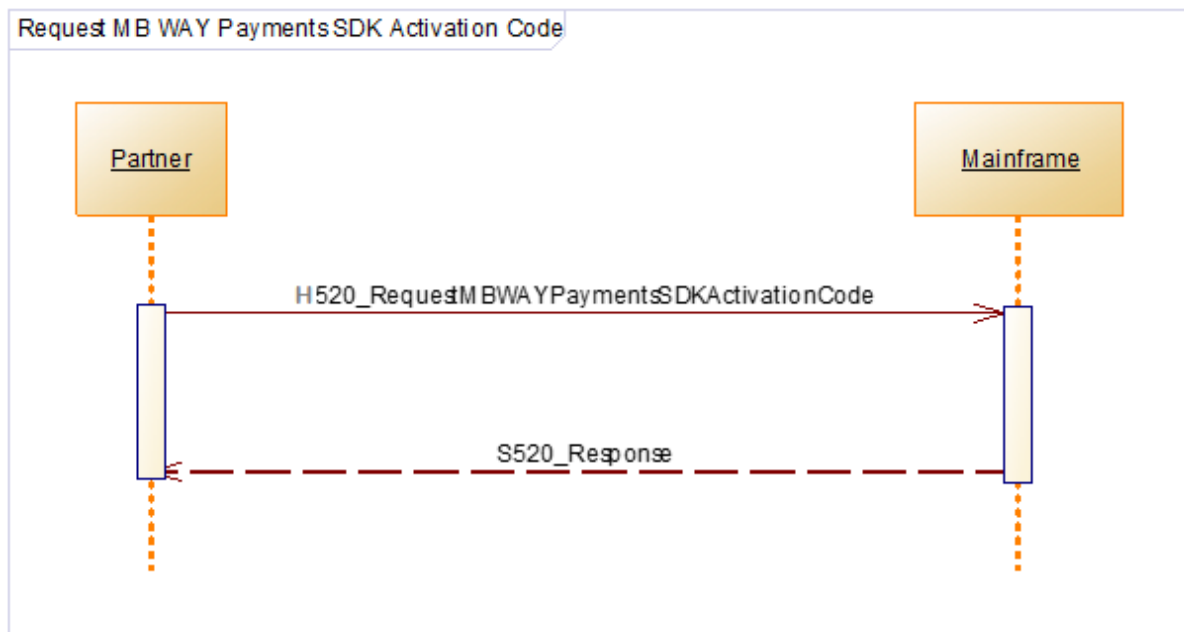 Request MB WAY Payments SDK Activation Code
Partner
Mainframe
H520_RequestMBWAYPaymentsSDKActivationCode
S520_Response